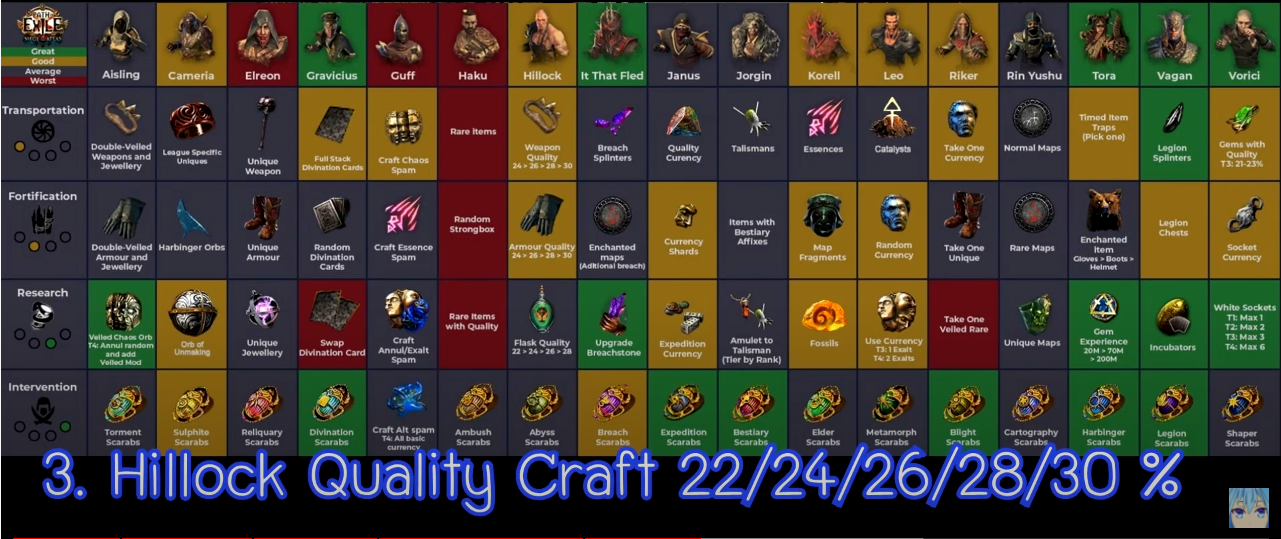 PATH OF
EXILE
SIEGE OF THE ATLAS
Great
Good
Average
Worst
Aisling
Cameria
Elreon
Gravicius
Guff
Haku
Hillock
It That Fled
Janus
Jorgin
Korell
Leo
Riker
Rin Yushu
Tora
Vagan
Vorici
Transportation
Double-Veiled
Weapons and
Jewellery
League Specific
Uniques
Unique
Weapon
Full Stack
Divination Cards
Craft Chaos
Spam
Rare items
Weapon
Quality
24 > 26 > 28 > 30
Breach
Splinters
Quality
Curency
Talismans
Essences
Catalysts
Take One
Currency
Normal Maps
Timed Item
Traps
(Pick one)
Legion
Splinters
Gems with
Quality
T3: 21-23%
Fortification
Double-Veiled
Armour and
Jewellery
Harbinger Orbs
Unique
Armour
Random
Divination
Cards
Craft Essence
Spam
Random
Strongbox
Armour Quality
24 > 26 > 28 > 30
Enchanted
maps
(Aditional breach)
Currency
Shards
Items with
Bestiary
Affixes
Map
Fragments
Random
Currency
Take One
Unique
Rare Maps
Enchanted
Item
Gloves > Boots >
Helmet
Legion
Chests
Socket
Currency
Research
Veiled Chaos Orb
T4: Annul random
and add
Veiled Mod
Orb of
Unmaking
Unique
Jewellery
Swap
Divination Card
Craft
Annul/Exalt
Spam
Rare Items
with Quality
Flask Quality
22 > 24 > 26 > 28
Upgrade
Breachstone
Expedition
Currency
Amulet to
Talisman
(Tier by Rank)
Fossils
Use Currency
T3: 1 Exalt
T4: 2 Exalts
Take One
Veiled Rare
Unique Maps
Gem
Experience
20M > 70M
> 200M
Incubators
White Sockets
T1: Max 1
T2: Max 2
T3: Max 3
T4: Max 6
Intervention
Torment
Scarabs
Sulphite
Scarabs
Reliquary
Scarabs
Divination
Scarabs
Craft Alt spam
T4: All basic
currency
Ambush
Scarabs
Abyss
Scarabs
Breach
Scarabs
Expedition
Scarabs
Bestiary
Scarabs
Elder
Scarabs
Metamorph
Scarabs
Blight
Scarabs
Cartography
Scarabs
Harbinger
Scarabs
Legion
Scarabs
Shaper
Scarabs
3. Hillock Quality Craft 22/24/26/28/30 %